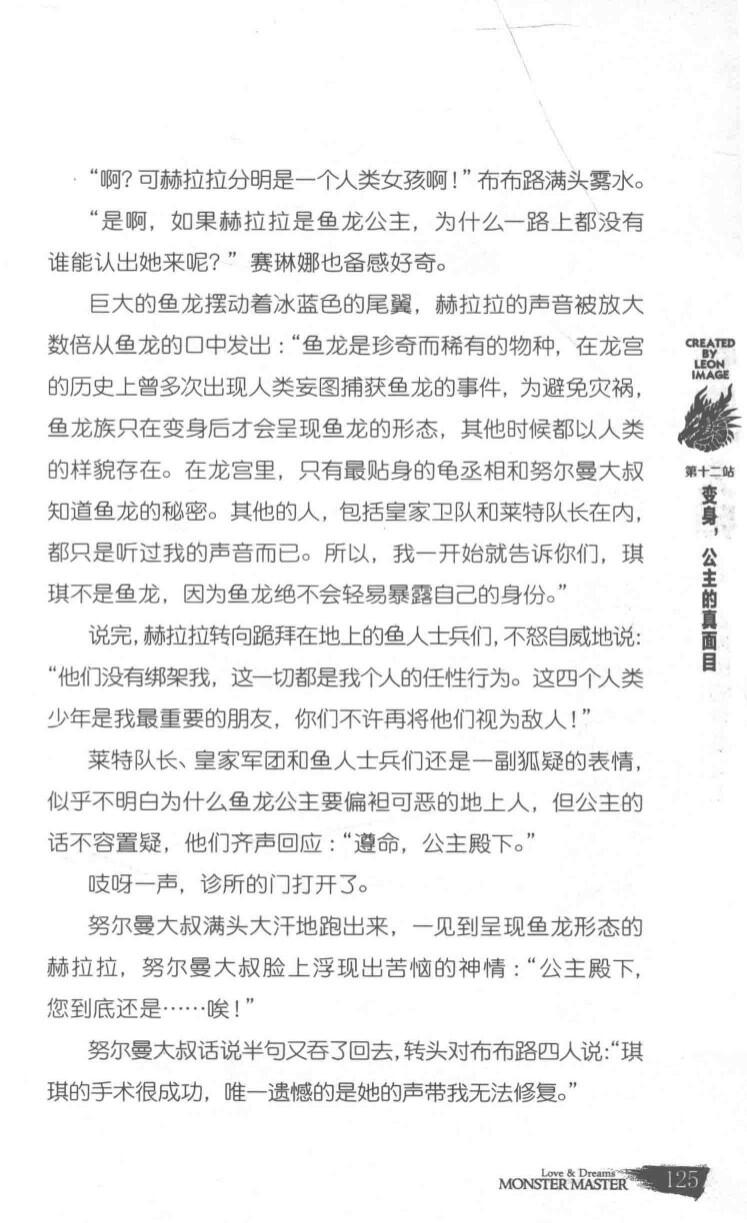 “啊？可赫拉拉分明是一个人类女孩啊！”布布路满头雾水。
“是啊，如果赫拉拉是鱼龙公主，为什么一路上都没有
谁能认出她来呢？”赛琳娜也备感好奇。
巨大的鱼龙摆动着冰蓝色的尾翼，赫拉拉的声音被放大
数倍从鱼龙的口中发出：“鱼龙是珍奇而稀有的物种，在龙宫
的历史上曾多次出现人类妄图捕获鱼龙的事件，为避免灾祸，
鱼龙族只在变身后才会呈现鱼龙的形态，其他时候都以人类
的样貌存在。在龙宫里，只有最贴身的龟丞相和努尔曼大叔
知道鱼龙的秘密。其他的人，包括皇家卫队和莱特队长在内，
都只是听过我的声音而已。所以，我一开始就告诉你们，琪
琪不是鱼龙，因为鱼龙绝不会轻易暴露自己的身份。”
说完，赫拉拉转向跪拜在地上的鱼人士兵们，不怒自威地说：
“他们没有绑架我，这一切都是我个人的任性行为。这四个人类
少年是我最重要的朋友，你们不许再将他们视为敌人！”
莱特队长、皇家军团和鱼人士兵们还是一副狐疑的表情，
似乎不明白为什么鱼龙公主要偏袒可恶的地上人，但公主的
话不容置疑，他们齐声回应：“遵命，公主殿下。”
吱呀一声，诊所的门打开了。
努尔曼大叔满头大汗地跑出来，一见到呈现鱼龙形态的
赫拉拉，努尔曼大叔脸上浮现出苦恼的神情：“公主殿下，
您到底还是……唉！”
努尔曼大叔话说半句又吞了回去，转头对布布路四人说：“琪
琪的手术很成功，唯一遗憾的是她的声带我无法修复。”
CREATED
BY
LEON
IMAGE
第十二站
变身，公主的真面目
Love & Dreams
MONSTER MASTER
125